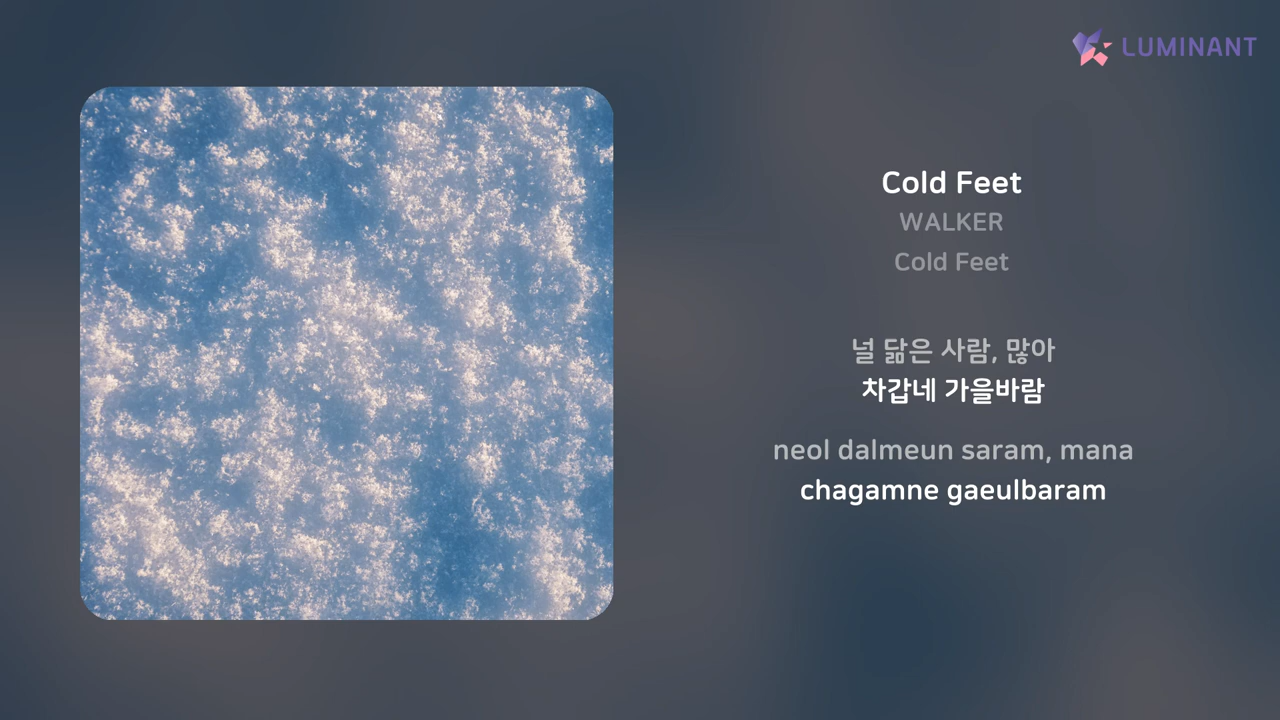 LUMINANT
Cold Feet
WALKER
Cold Feet
널 닮은 사람, 많아
차갑네 가을바람
neol dalmeun saram, mana
chagamne gaeulbaram